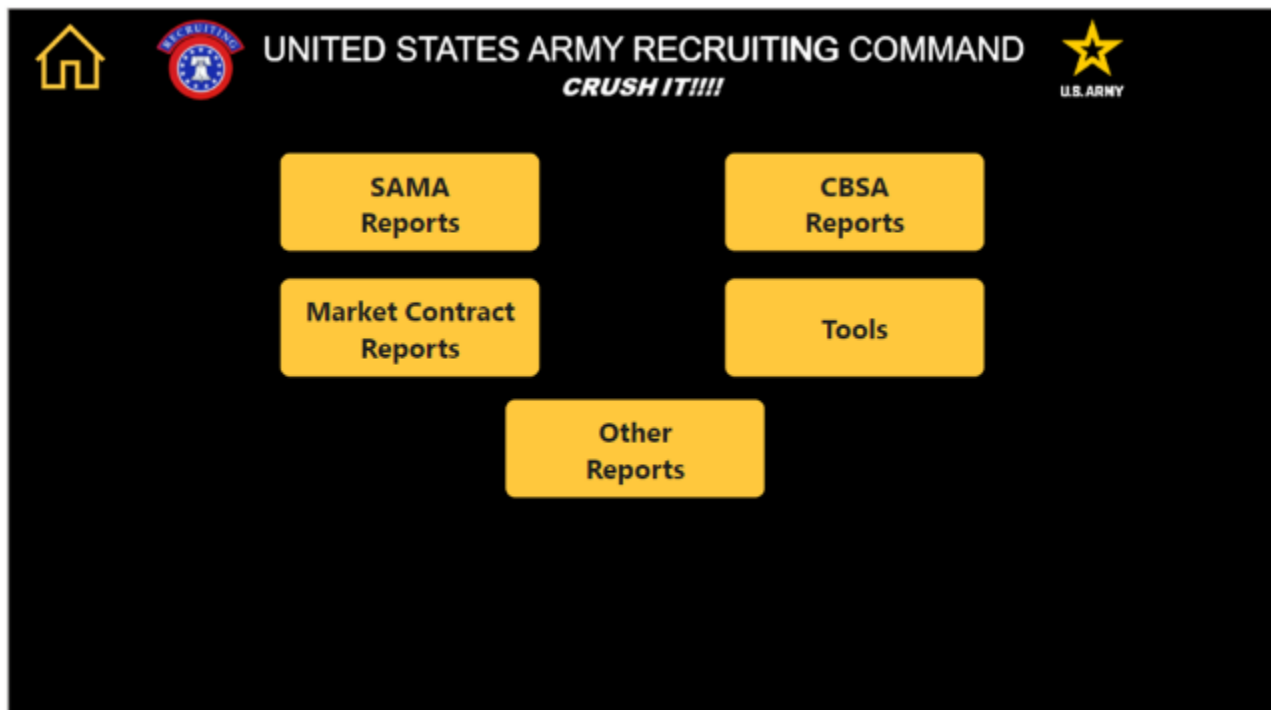 RECRUITING
UNITED STATES ARMY RECRUITING COMMAND
CRUSH IT!!!!
U.S. ARMY
SAMA
Reports
CBSA
Reports
Market Contract
Reports
Tools
Other
Reports